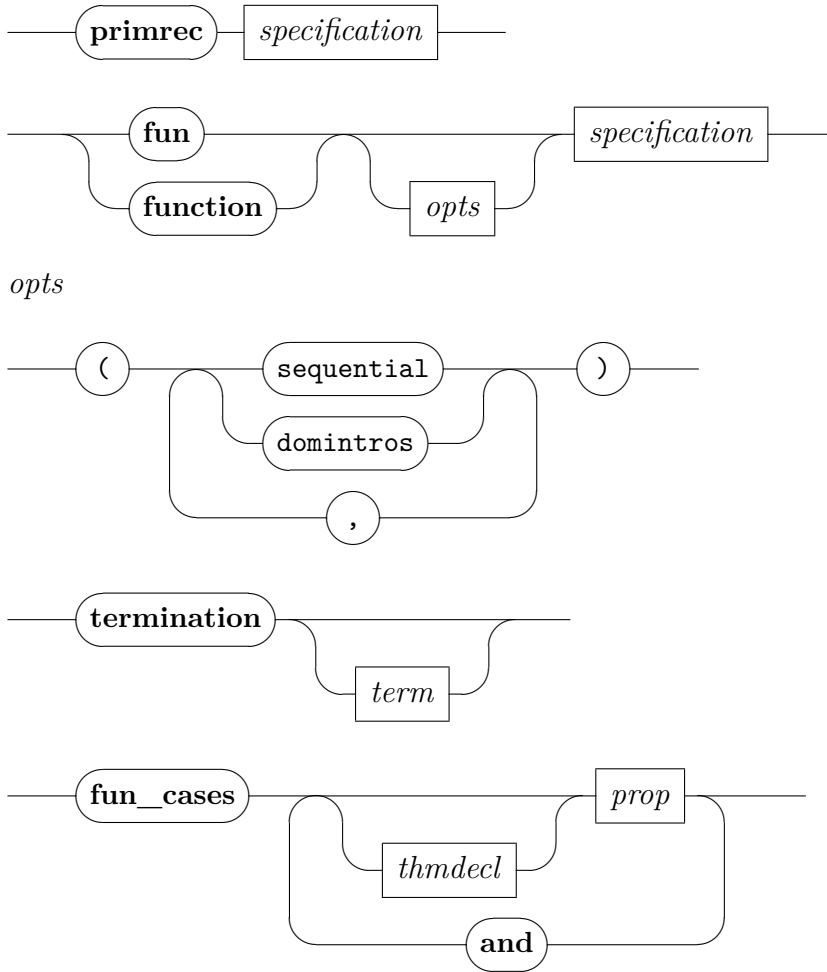 primrec specification
fun specification
function opts
opts
( sequential )
domintros
,
termination
term
fun_cases prop
thmdecl
and